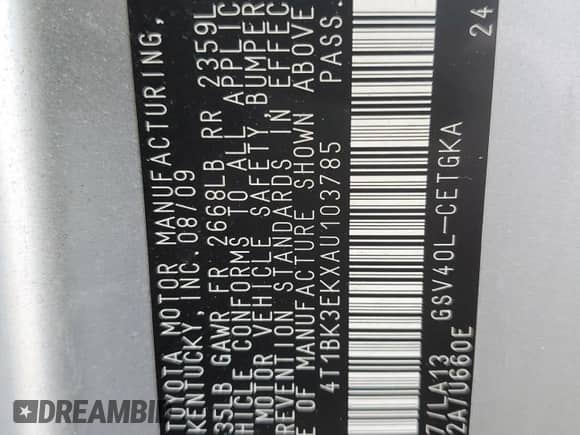 TOYOTA MOTOR MANUFACTURING,
KENTUCKY, INC. 08/09
35LB GAWR FR 2668LB RR 2359L
HICLE CONFORMS TO ALL APPLIC
MOTOR VEHICLE SAFETY, BUMPER
REVENTION STANDARDS IN EFFEC
E OF MANUFACTURE SHOWN ABOVE
4T1BK3EKXAU103785 PASS.
GSV40L-CETGKA 24
7/LA13
2A/U660E
DREAMBI